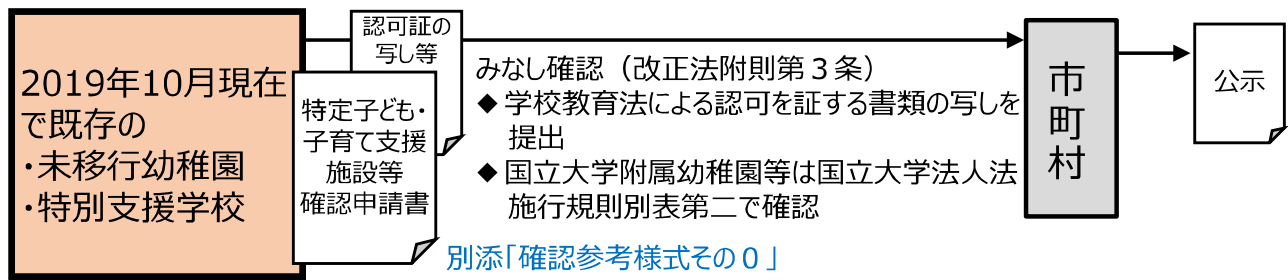 2019年10月現在
で既存の
・未移行幼稚園
・特別支援学校
認可証の
写し等
特定子ども・
子育て支援
施設等
確認申請書
みなし確認（改正法附則第３条）
◆ 学校教育法による認可を証する書類の写しを
提出
◆ 国立大学附属幼稚園等は国立大学法人法
施行規則別表第二で確認
別添「確認参考様式その０」
市
町
村
公示